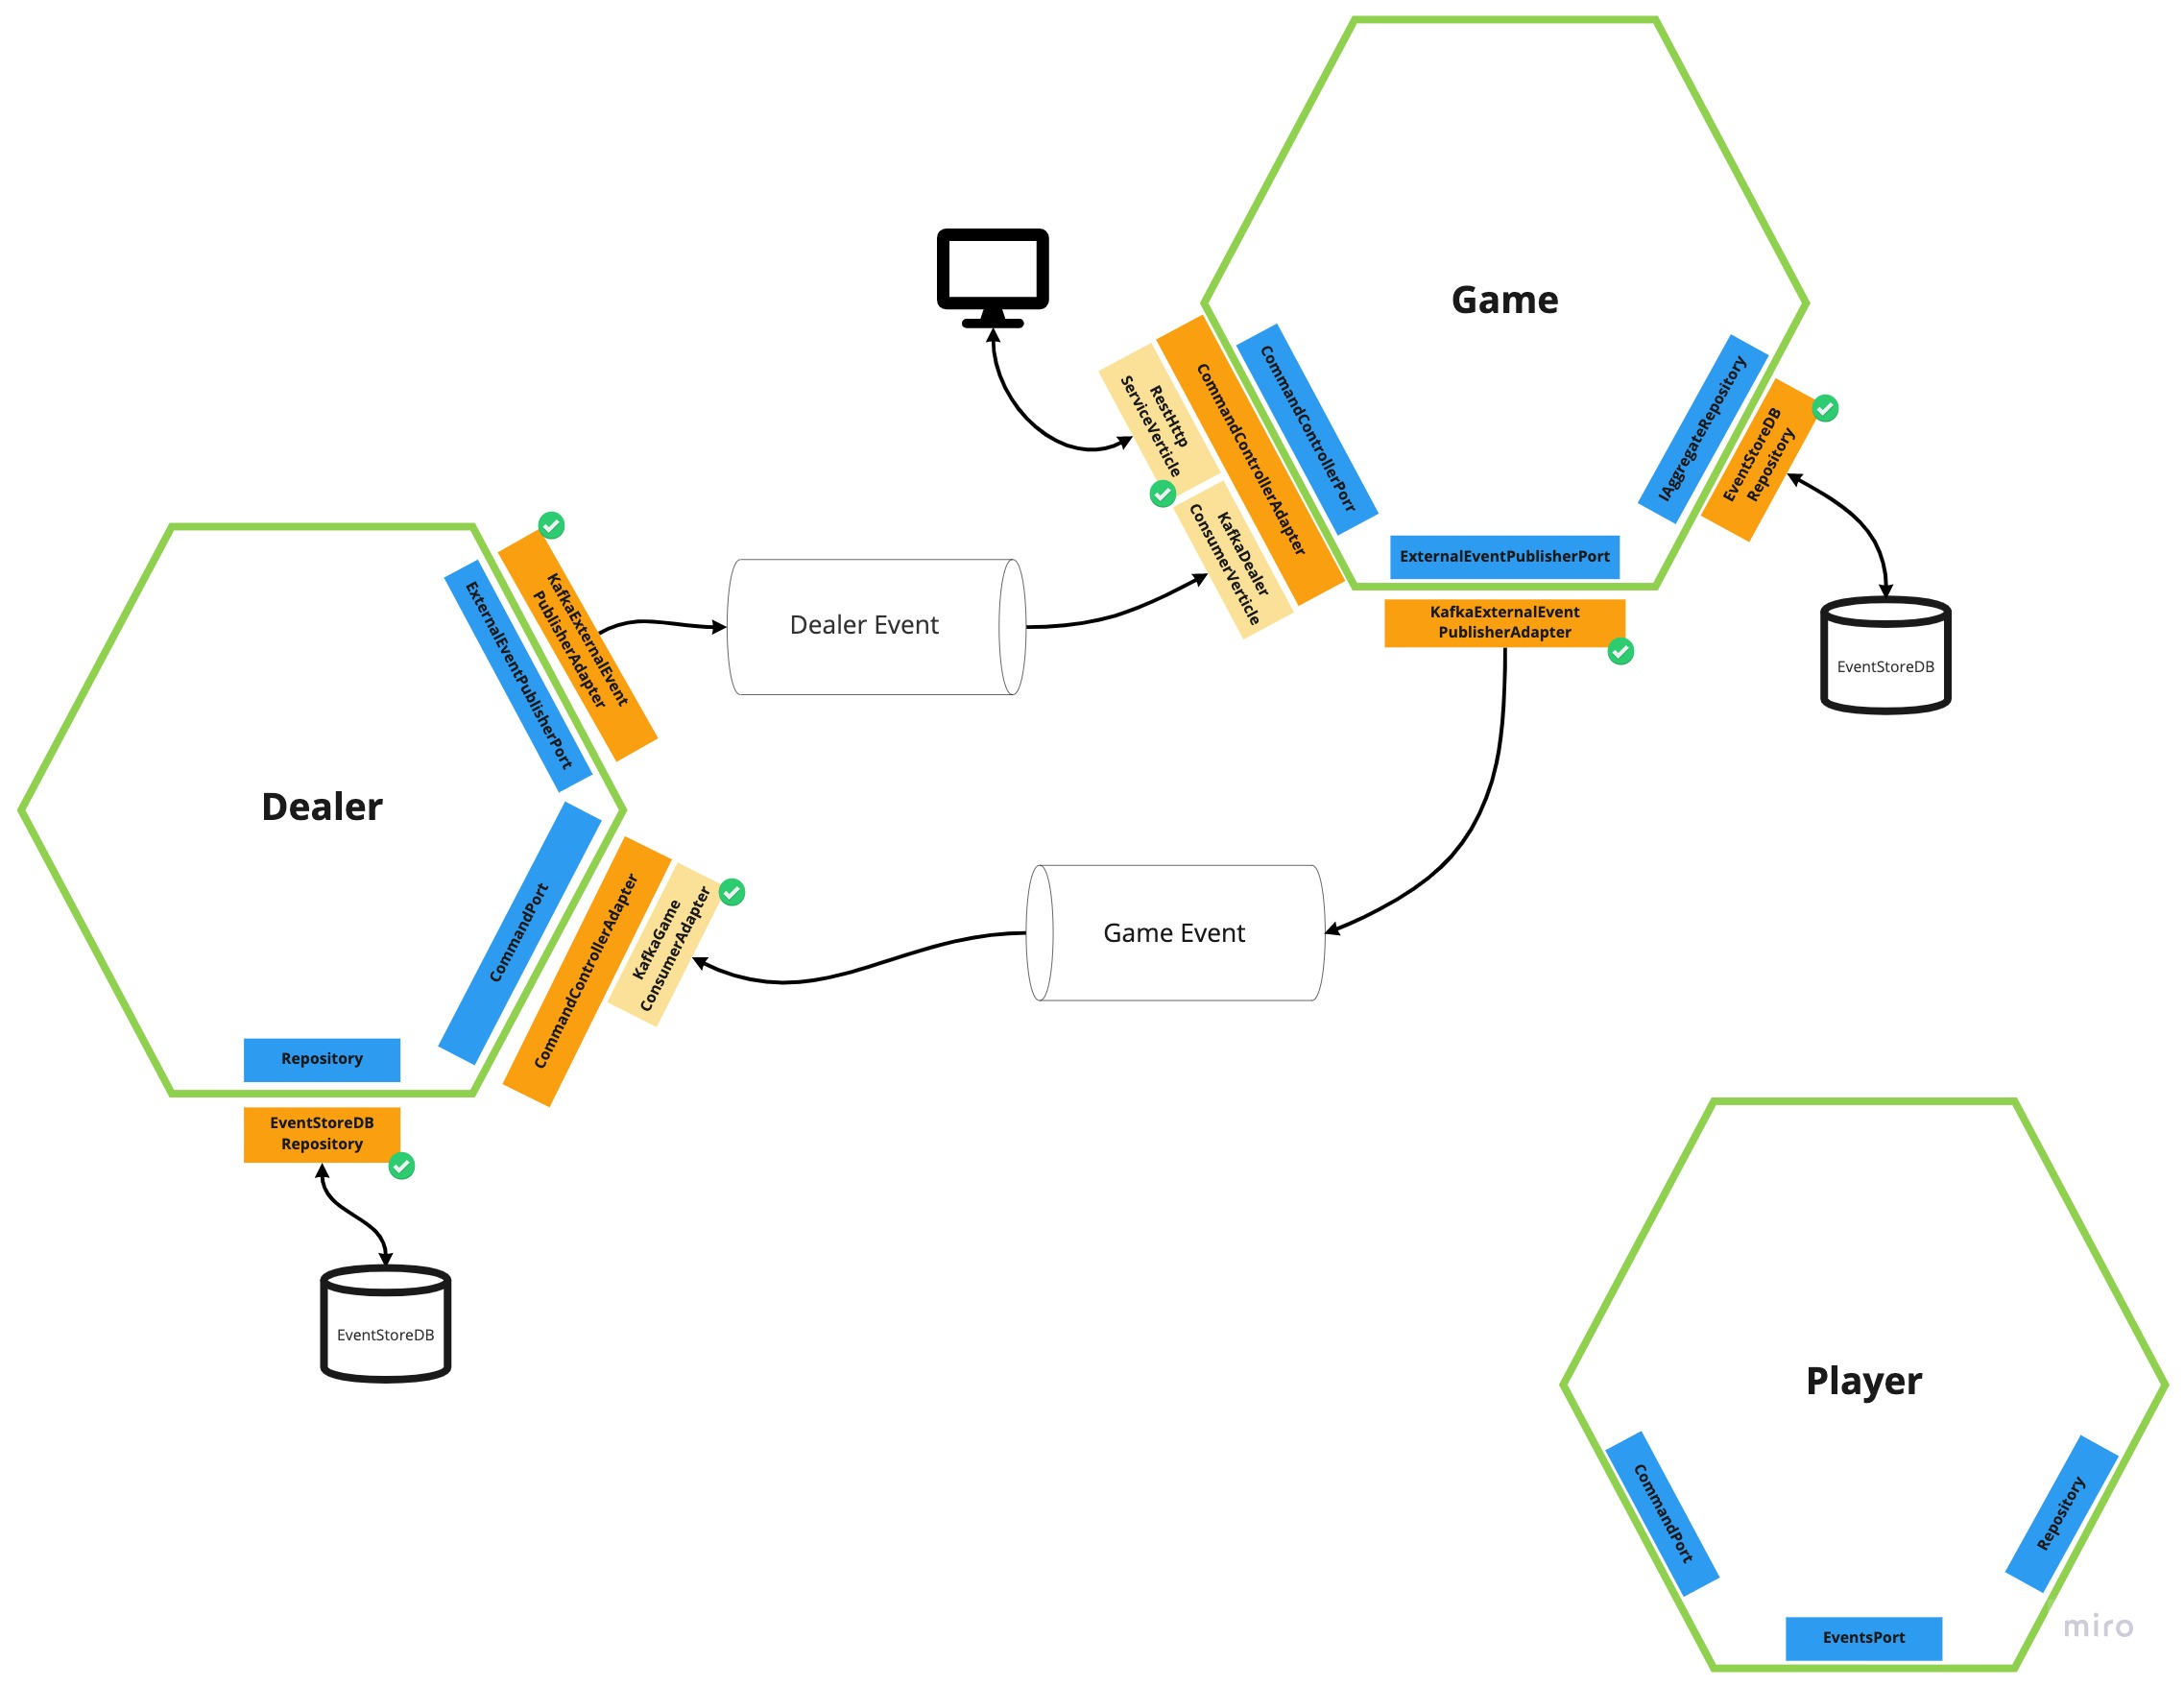 Game
CommandControllerPorr
CommandControllerAdapter
RestHttp
ServiceVerticle
KafkaDealer
ConsumerVerticle
IAggregateRepository
EventStoreDB
Repository
ExternalEventPublisherPort
KafkaExternalEvent
PublisherAdapter
EventStoreDB
Dealer Event
Dealer
ExternalEventPublisherPort
KafkaExternalEvent
PublisherAdapter
CommandPort
CommandControllerAdapter
KafkaGame
ConsumerAdapter
Game Event
Repository
EventStoreDB
Repository
EventStoreDB
Player
CommandPort
Repository
EventsPort
miro